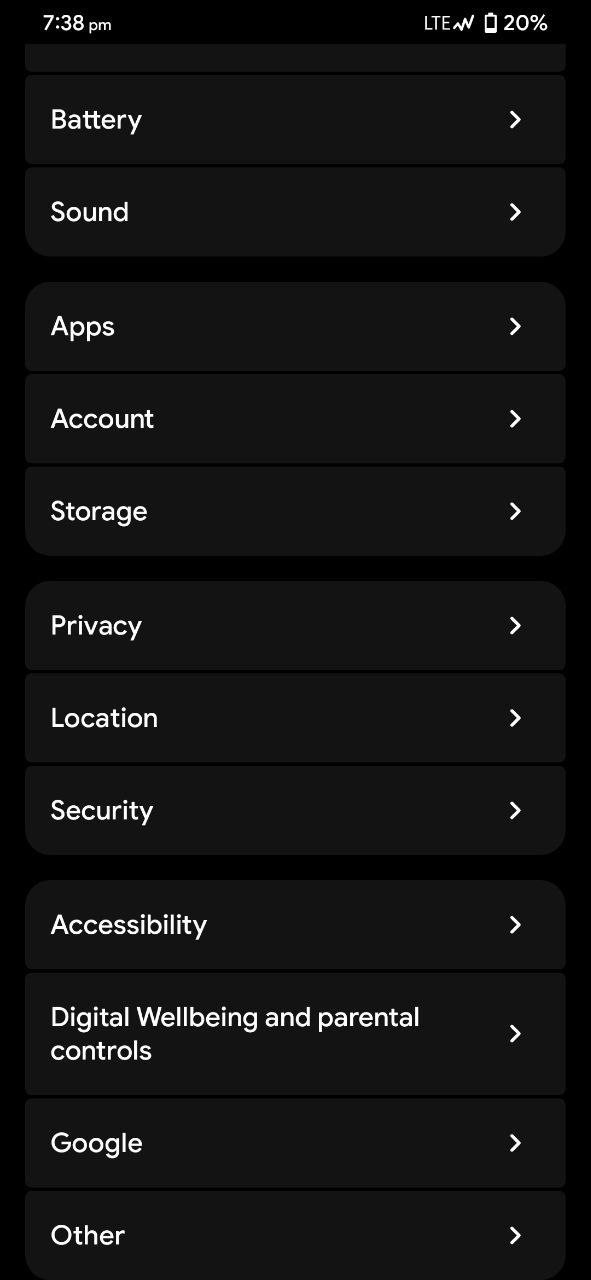 7:38 pm LTE 20%
Battery
Sound
Apps
Account
Storage
Privacy
Location
Security
Accessibility
Digital Wellbeing and parental
controls
Google
Other